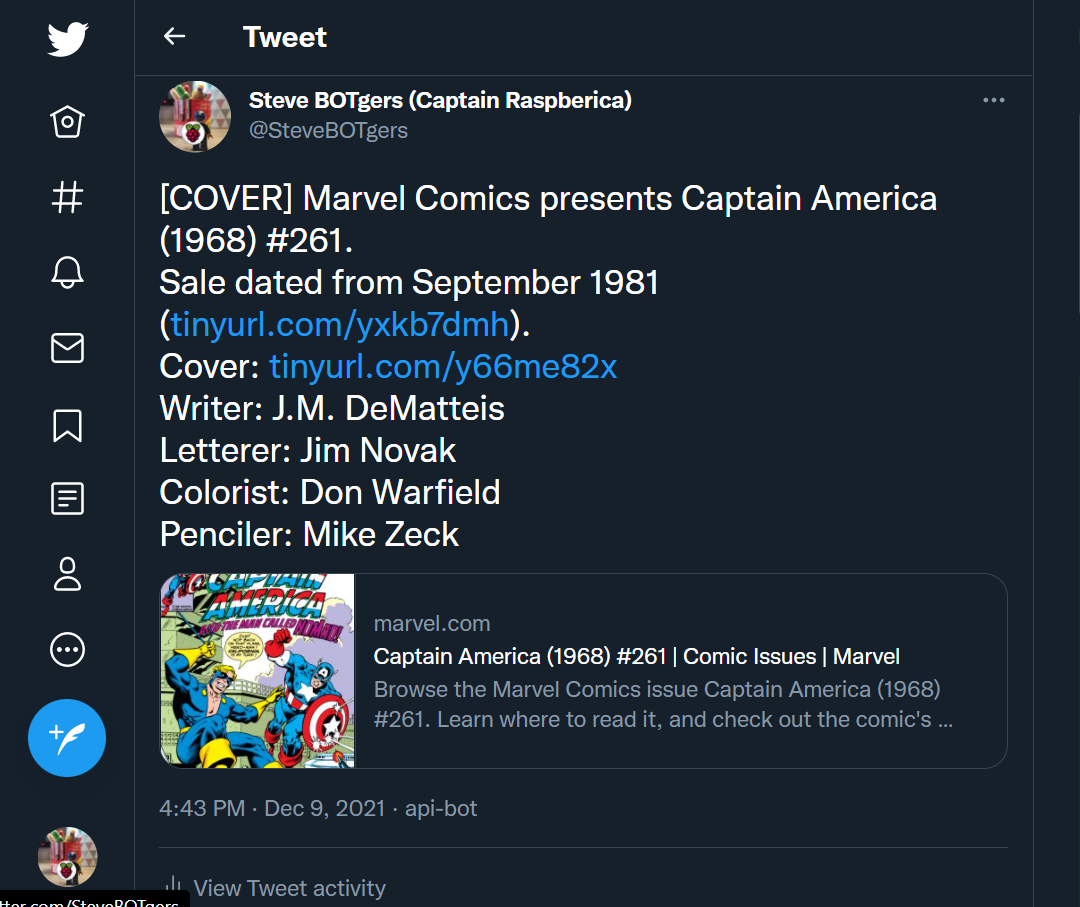 Tweet
Steve BOTgers (Captain Raspberica)
@SteveBOTgers
[COVER] Marvel Comics presents Captain America
(1968) #261.
Sale dated from September 1981
(tinyurl.com/yxkb7dmh).
Cover: tinyurl.com/y66me82x
Writer: J.M. DeMatteis
Letterer: Jim Novak
Colorist: Don Warfield
Penciler: Mike Zeck
CAPTAIN
AMERICA
AND THE MAN CALLED NOMAD!
marvel.com
Captain America (1968) #261 | Comic Issues | Marvel
Browse the Marvel Comics issue Captain America (1968)
#261. Learn where to read it, and check out the comic's ...
4:43 PM · Dec 9, 2021 · api-bot
View Tweet activity
tter.com/SteveBOTgers